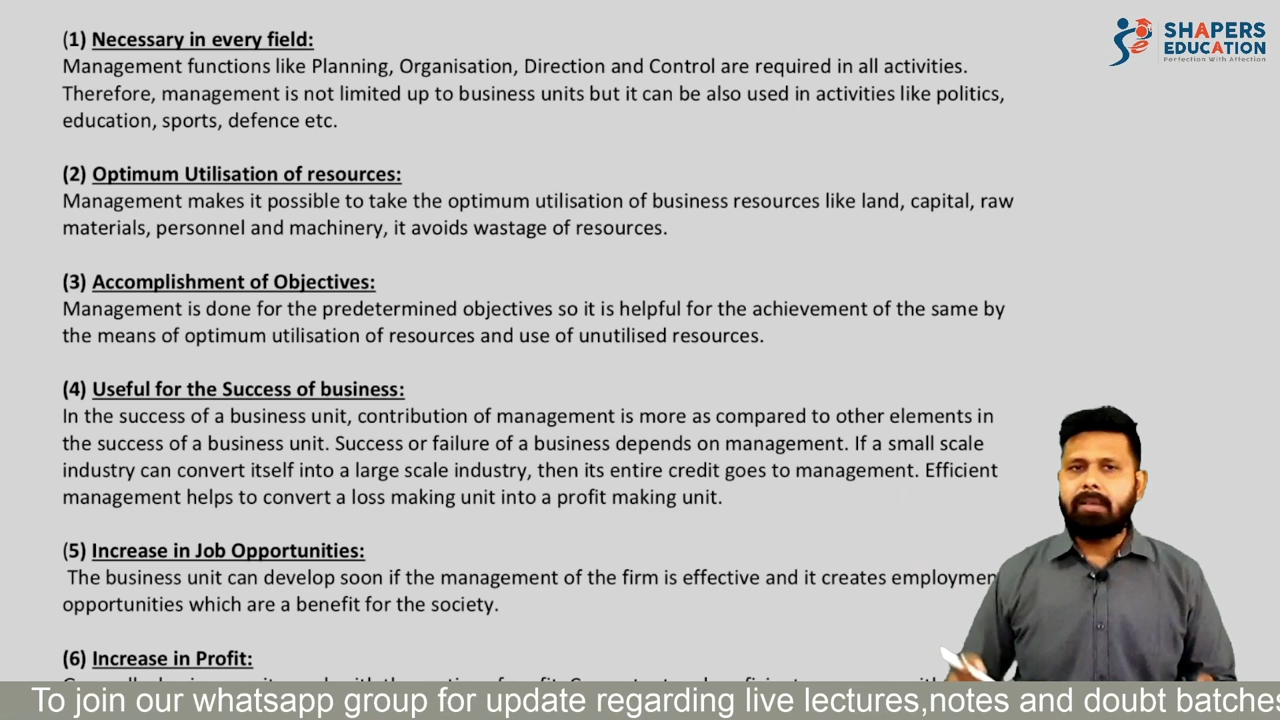 (1) Necessary in every field:
Management functions like Planning, Organisation, Direction and Control are required in all activities.
Therefore, management is not limited up to business units but it can be also used in activities like politics,
education, sports, defence etc.
(2) Optimum Utilisation of resources:
Management makes it possible to take the optimum utilisation of business resources like land, capital, raw
materials, personnel and machinery, it avoids wastage of resources.
(3) Accomplishment of Objectives:
Management is done for the predetermined objectives so it is helpful for the achievement of the same by
the means of optimum utilisation of resources and use of unutilised resources.
(4) Useful for the Success of business:
In the success of a business unit, contribution of management is more as compared to other elements in
the success of a business unit. Success or failure of a business depends on management. If a small scale
industry can convert itself into a large scale industry, then its entire credit goes to management. Efficient
management helps to convert a loss making unit into a profit making unit.
(5) Increase in Job Opportunities:
The business unit can develop soon if the management of the firm is effective and it creates employmen
opportunities which are a benefit for the society.
(6) Increase in Profit:
SHAPERS
EDUCATION
Perfection With Affection
To join our whatsapp group for update regarding live lectures,notes and doubt batches